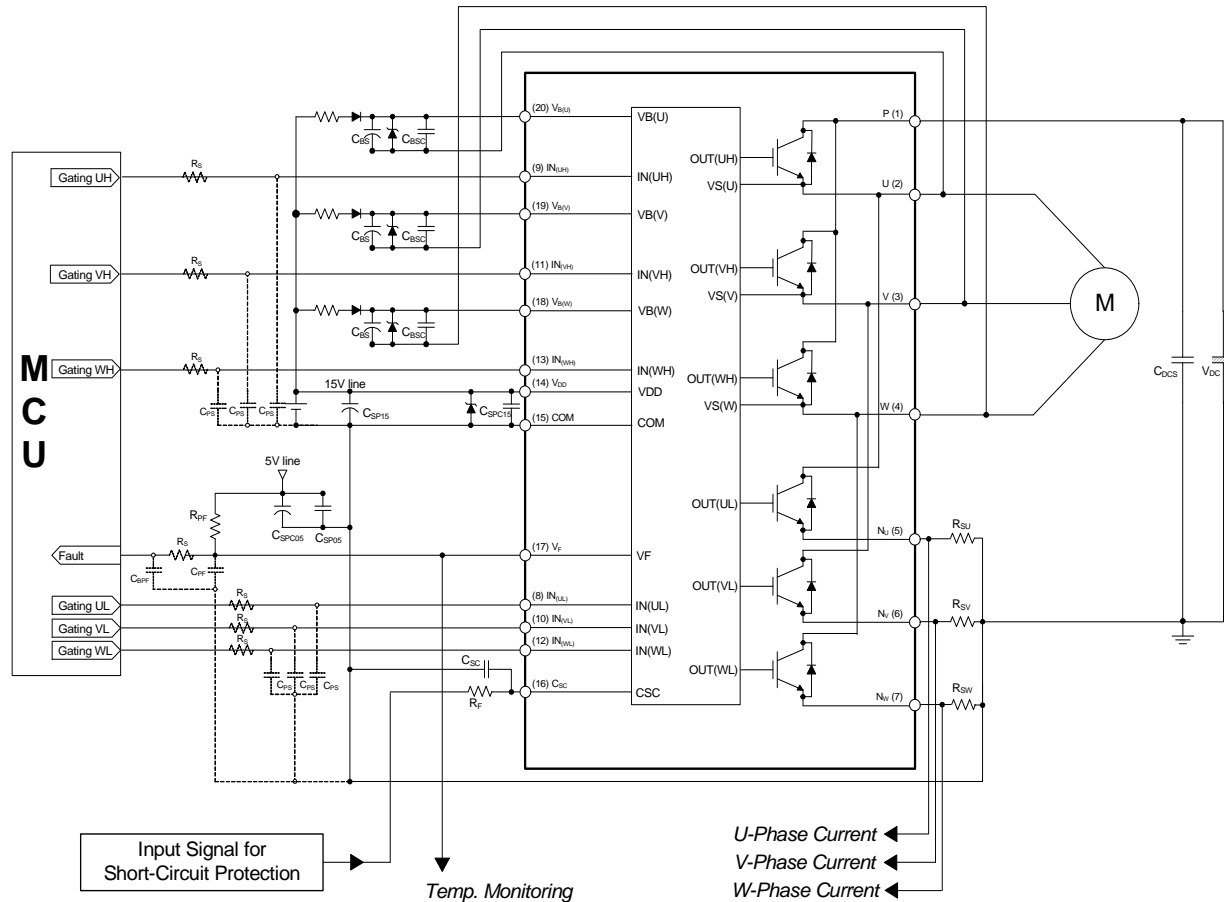 MCU
Gating UH
Gating VH
Gating WH
Fault
Gating UL
Gating VL
Gating WL
RS
RS
RS
RS
RS
RS
RS
CBS
CBSC
CBS
CBSC
CBS
CBSC
CPS
CPS
CPS
15V line
CSP15
CSPC15
5V line
RPF
CSPC05
CSP05
CBPF
CPF
CPS
CPS
CPS
CSC
RF
(20) VB(U)
(9) IN(UH)
(19) VB(V)
(11) IN(VH)
(18) VB(W)
(13) IN(WH)
(14) VDD
(15) COM
(17) VF
(8) IN(UL)
(10) IN(VL)
(12) IN(WL)
(16) CSC
VB(U)
IN(UH)
VB(V)
IN(VH)
VB(W)
IN(WH)
VDD
COM
VF
IN(UL)
IN(VL)
IN(WL)
CSC
OUT(UH)
VS(U)
OUT(VH)
VS(V)
OUT(WH)
VS(W)
OUT(UL)
OUT(VL)
OUT(WL)
P (1)
U (2)
V (3)
W (4)
NU (5)
NV (6)
NW (7)
RSU
RSV
RSW
M
CDCS
VDC
Input Signal for
Short-Circuit Protection
Temp. Monitoring
U-Phase Current
V-Phase Current
W-Phase Current